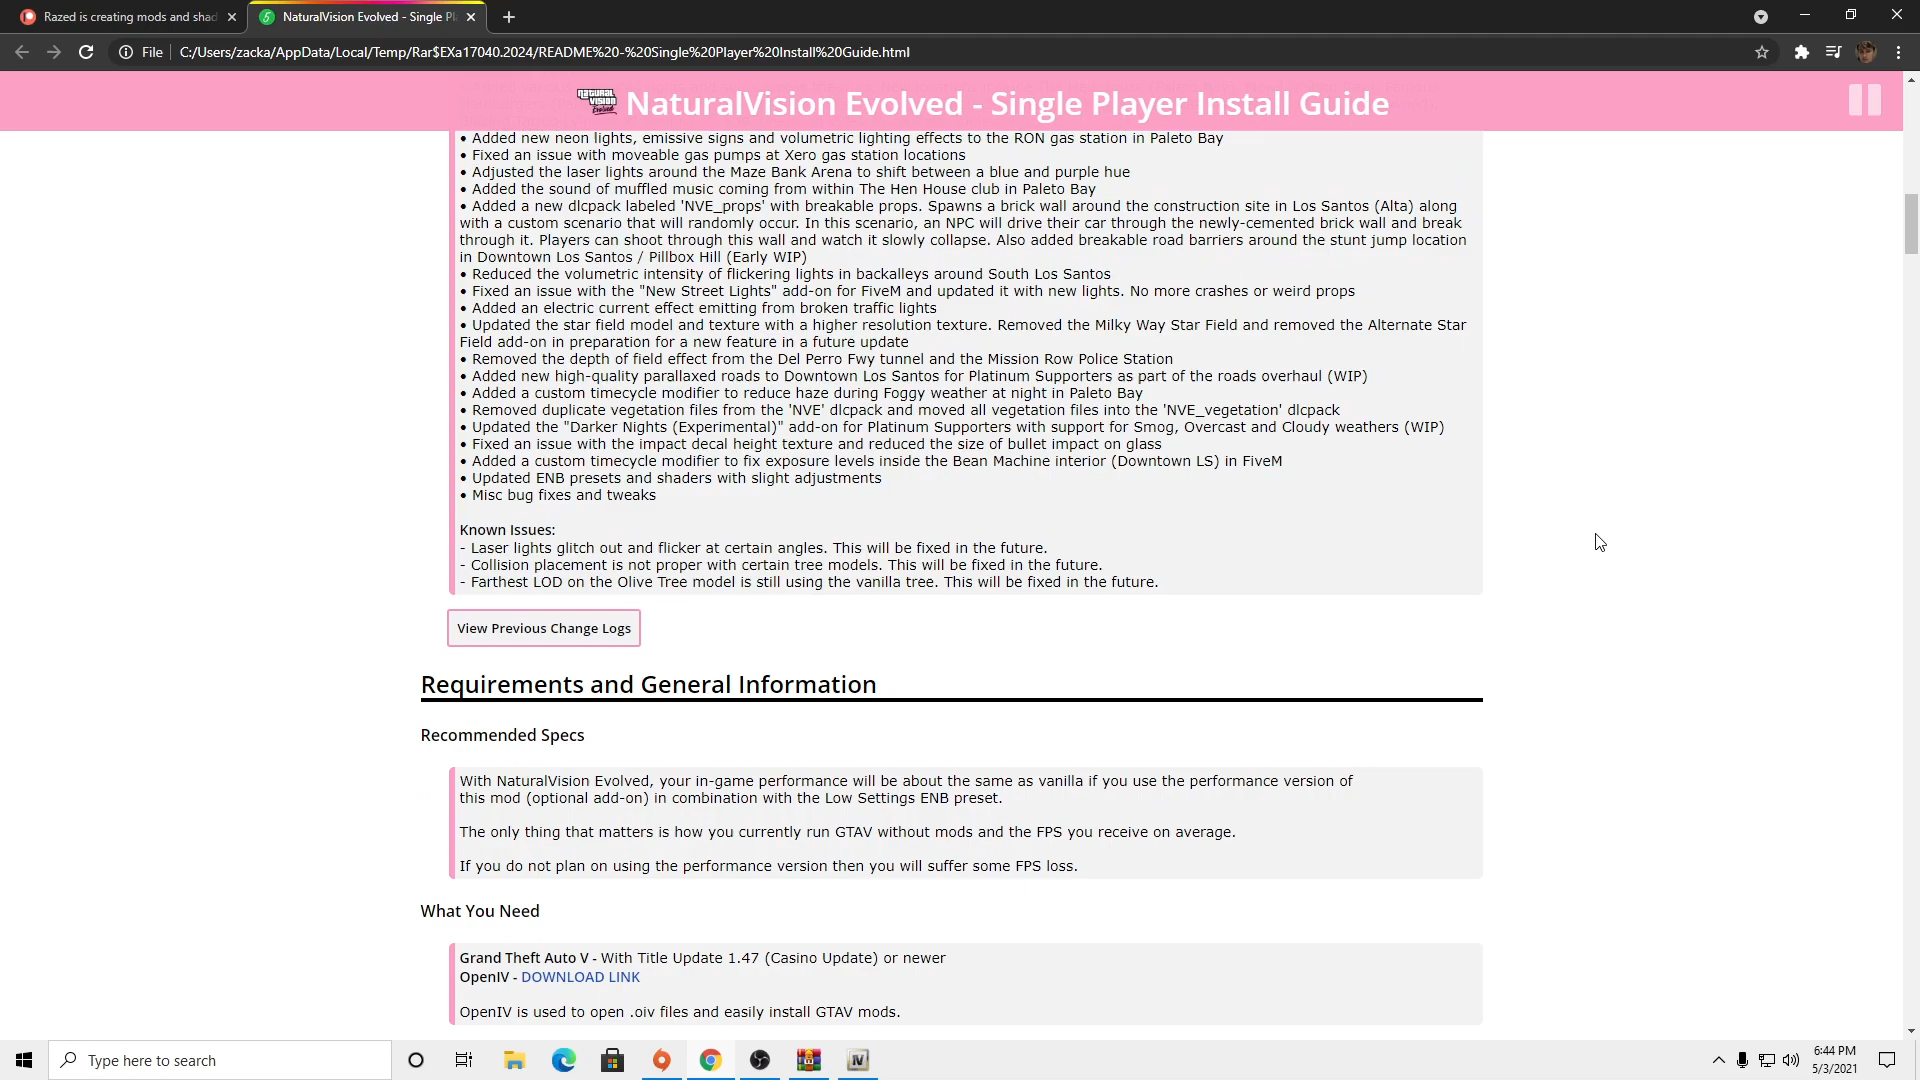 Razed is creating mods and shad
NaturalVision Evolved - Single Pl
File
C:/Users/zacka/AppData/Local/Temp/Rar$EXa17040.2024/README%20-%20Single%20Player%20Install%20Guide.html
NATURAL VISION Evolved
NaturalVision Evolved - Single Player Install Guide
• Added new neon lights, emissive signs and volumetric lighting effects to the RON gas station in Paleto Bay
• Fixed an issue with moveable gas pumps at Xero gas station locations
• Adjusted the laser lights around the Maze Bank Arena to shift between a blue and purple hue
• Added the sound of muffled music coming from within The Hen House club in Paleto Bay
• Added a new dlcpack labeled 'NVE_props' with breakable props. Spawns a brick wall around the construction site in Los Santos (Alta) along
with a custom scenario that will randomly occur. In this scenario, an NPC will drive their car through the newly-cemented brick wall and break
through it. Players can shoot through this wall and watch it slowly collapse. Also added breakable road barriers around the stunt jump location
in Downtown Los Santos / Pillbox Hill (Early WIP)
• Reduced the volumetric intensity of flickering lights in backalleys around South Los Santos
• Fixed an issue with the "New Street Lights" add-on for FiveM and updated it with new lights. No more crashes or weird props
• Added an electric current effect emitting from broken traffic lights
• Updated the star field model and texture with a higher resolution texture. Removed the Milky Way Star Field and removed the Alternate Star
Field add-on in preparation for a new feature in a future update
• Removed the depth of field effect from the Del Perro Fwy tunnel and the Mission Row Police Station
• Added new high-quality parallaxed roads to Downtown Los Santos for Platinum Supporters as part of the roads overhaul (WIP)
• Added a custom timecycle modifier to reduce haze during Foggy weather at night in Paleto Bay
• Removed duplicate vegetation files from the 'NVE' dlcpack and moved all vegetation files into the 'NVE_vegetation' dlcpack
• Updated the "Darker Nights (Experimental)" add-on for Platinum Supporters with support for Smog, Overcast and Cloudy weathers (WIP)
• Fixed an issue with the impact decal height texture and reduced the size of bullet impact on glass
• Added a custom timecycle modifier to fix exposure levels inside the Bean Machine interior (Downtown LS) in FiveM
• Updated ENB presets and shaders with slight adjustments
• Misc bug fixes and tweaks
Known Issues:
- Laser lights glitch out and flicker at certain angles. This will be fixed in the future.
- Collision placement is not proper with certain tree models. This will be fixed in the future.
- Farthest LOD on the Olive Tree model is still using the vanilla tree. This will be fixed in the future.
View Previous Change Logs
Requirements and General Information
Recommended Specs
With NaturalVision Evolved, your in-game performance will be about the same as vanilla if you use the performance version of
this mod (optional add-on) in combination with the Low Settings ENB preset.
The only thing that matters is how you currently run GTAV without mods and the FPS you receive on average.
If you do not plan on using the performance version then you will suffer some FPS loss.
What You Need
Grand Theft Auto V - With Title Update 1.47 (Casino Update) or newer
OpenIV - DOWNLOAD LINK
OpenIV is used to open .oiv files and easily install GTAV mods.
Type here to search
IV
6:44 PM
5/3/2021